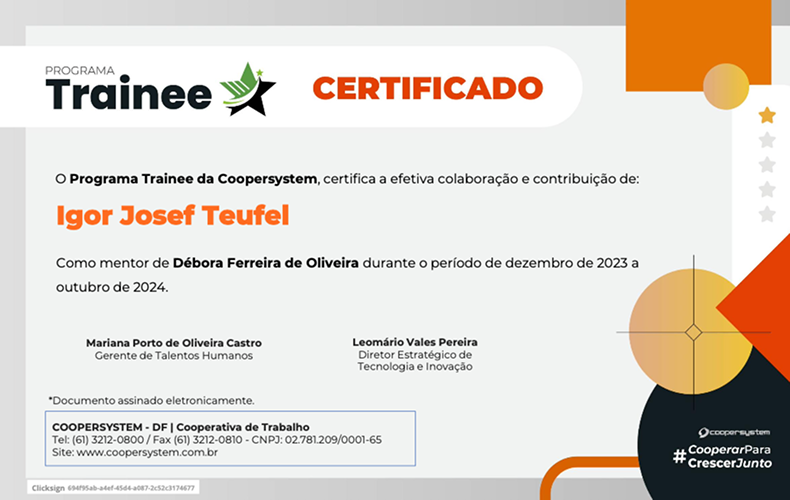 PROGRAMA
Trainee
CERTIFICADO
O Programa Trainee da Coopersystem, certifica a efetiva colaboração e contribuição de:
Igor Josef Teufel
Como mentor de Débora Ferreira de Oliveira durante o período de dezembro de 2023 a
outubro de 2024.
Mariana Porto de Oliveira Castro
Gerente de Talentos Humanos
Leomário Vales Pereira
Diretor Estratégico de
Tecnologia e Inovação
*Documento assinado eletronicamente.
COOPERSYSTEM - DF | Cooperativa de Trabalho
Tel: (61) 3212-0800 / Fax (61) 3212-0810 - CNPJ: 02.781.209/0001-65
Site: www.coopersystem.com.br
coopersystem
#CooperarPara
CrescerJunto
Clicksign 694f95ab-a4ef-45d4-a087-2c52c3174677